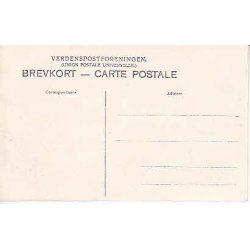 VERDENSPOSTFORENINGEN
(UNION POSTALE UNIVERSELLE.)
BREVKORT — CARTE POSTALE
Correspondance Adresse